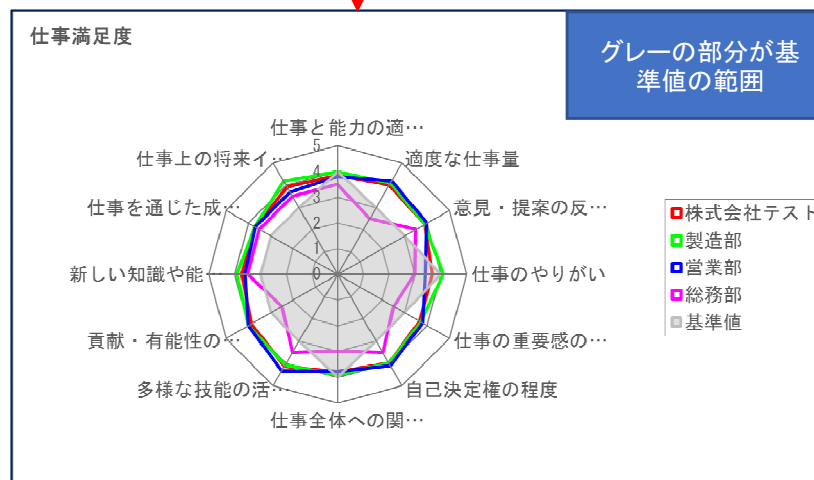 仕事満足度
グレーの部分が基
準値の範囲
仕事と能力の適…
適度な仕事量
意見・提案の反…
仕事のやりがい
仕事の重要感の…
自己決定権の程度
仕事全体への関…
多様な技能の活…
貢献・有能性の…
新しい知識や能…
仕事を通じた成…
仕事上の将来イ…
5
4
3
2
1
0
株式会社テスト
製造部
営業部
総務部
基準値